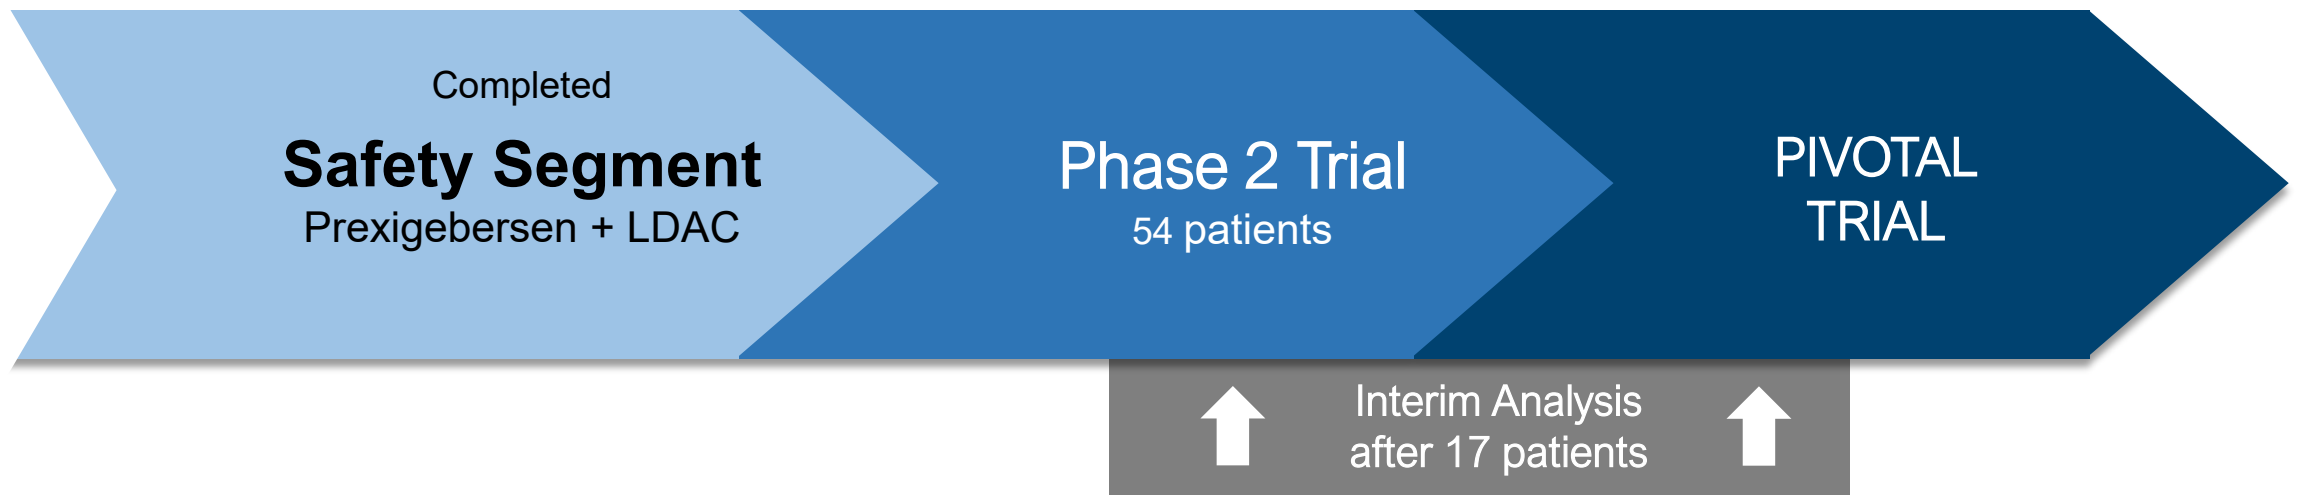 Completed
Safety Segment
Prexigebersen + LDAC
Phase 2 Trial
54 patients
PIVOTAL
TRIAL
Interim Analysis
after 17 patients